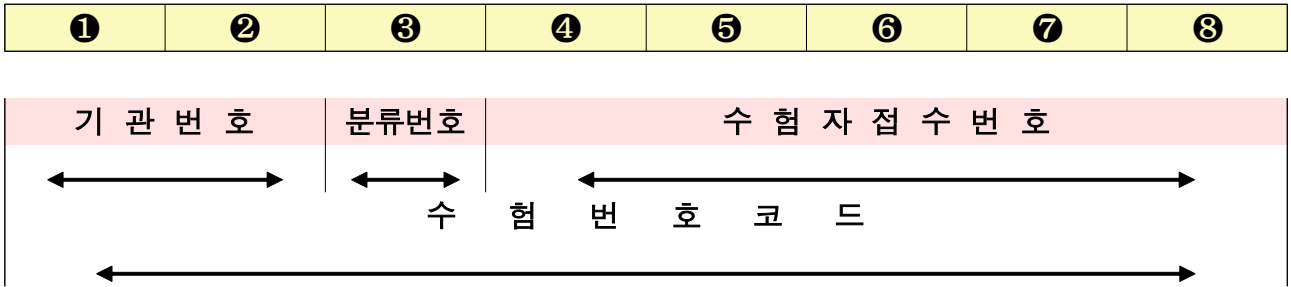 ❶ ❷ ❸ ❹ ❺ ❻ ❼ ❽
기 관 번 호 분류번호 수 험 자 접 수 번 호
수 험 번 호 코 드